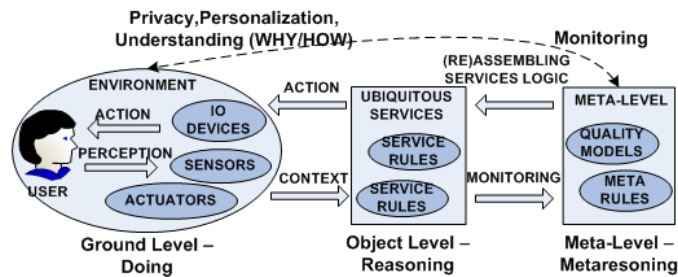 Privacy,Personalization,
Understanding (WHY/HOW)
Monitoring
(RE)ASSEMBLING
SERVICES LOGIC
ENVIRONMENT
ACTION
IO
DEVICES
PERCEPTION
SENSORS
USER
ACTUATORS
ACTION
CONTEXT
UBIQUITOUS
SERVICES
SERVICE
RULES
SERVICE
RULES
MONITORING
META-LEVEL
QUALITY
MODELS
META
RULES
Ground Level –
Doing
Object Level –
Reasoning
Meta-Level –
Metaresoning